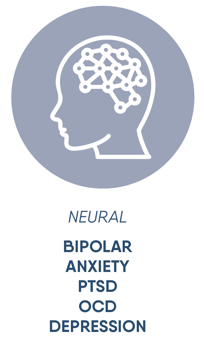 NEURAL
BIPOLAR
ANXIETY
PTSD
OCD
DEPRESSION